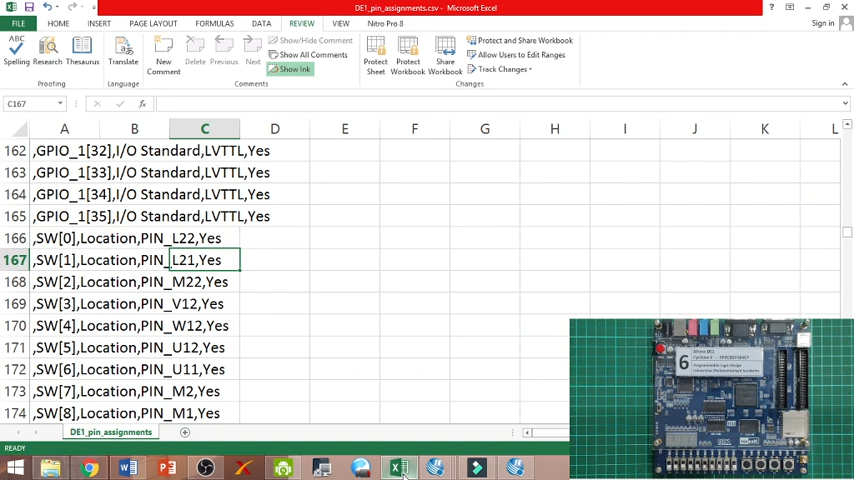 DE1_pin_assignments.csv - Microsoft Excel
FILE HOME INSERT PAGE LAYOUT FORMULAS DATA REVIEW VIEW Nitro Pro 8 Sign in
ABC
Spelling Research Thesaurus
Proofing
Translate
Language
New Comment
Delete Previous Next
Show/Hide Comment
Show All Comments
Show Ink
Comments
Protect Sheet
Protect Workbook
Share Workbook
Protect and Share Workbook
Allow Users to Edit Ranges
Track Changes
Changes
C167 fx
A B C D E F G H I J K L
162 ,GPIO_1[32],I/O Standard,LVTTL,Yes
163 ,GPIO_1[33],I/O Standard,LVTTL,Yes
164 ,GPIO_1[34],I/O Standard,LVTTL,Yes
165 ,GPIO_1[35],I/O Standard,LVTTL,Yes
166 ,SW[0],Location,PIN_L22,Yes
167 ,SW[1],Location,PIN_L21,Yes
168 ,SW[2],Location,PIN_M22,Yes
169 ,SW[3],Location,PIN_V12,Yes
170 ,SW[4],Location,PIN_W12,Yes
171 ,SW[5],Location,PIN_U12,Yes
172 ,SW[6],Location,PIN_U11,Yes
173 ,SW[7],Location,PIN_M2,Yes
174 ,SW[8],Location,PIN_M1,Yes
6
Altera DE1
Programmable Logic Design
DE1_pin_assignments
READY